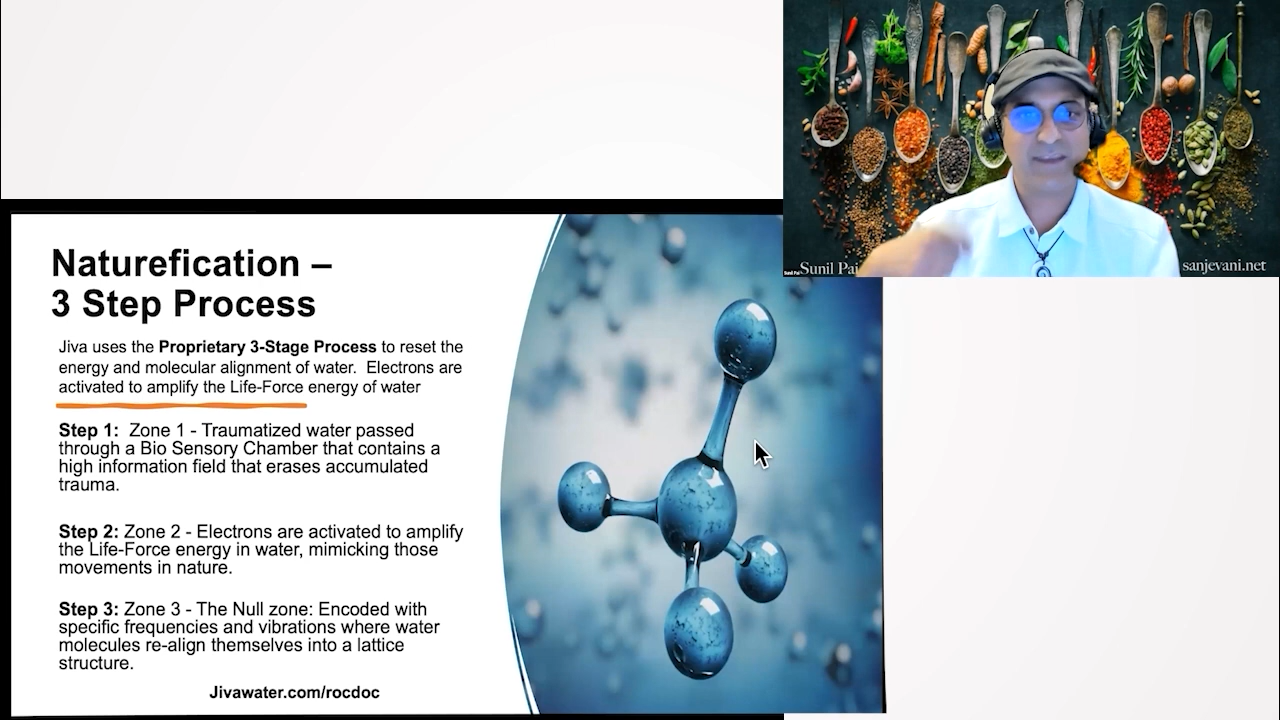 Naturefication –
3 Step Process
Jiva uses the Proprietary 3-Stage Process to reset the
energy and molecular alignment of water.  Electrons are
activated to amplify the Life-Force energy of water
Step 1:  Zone 1 - Traumatized water passed
through a Bio Sensory Chamber that contains a
high information field that erases accumulated
trauma.
Step 2: Zone 2 - Electrons are activated to amplify
the Life-Force energy in water, mimicking those
movements in nature.
Step 3: Zone 3 - The Null zone: Encoded with
specific frequencies and vibrations where water
molecules re-align themselves into a lattice
structure.
Jivawater.com/rocdoc
Sunil Pai
sanjevani.net
Sunil Pai